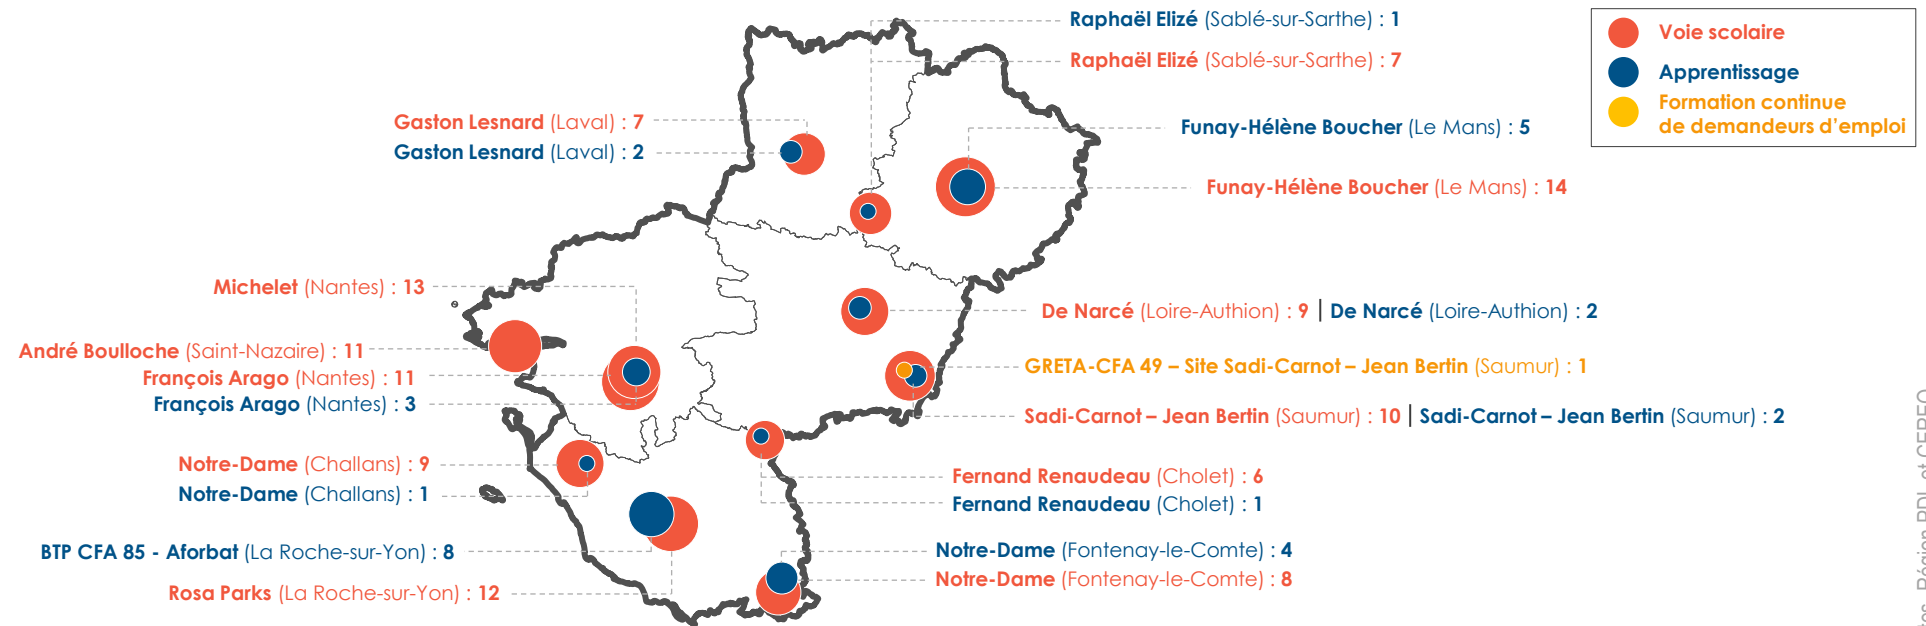 Raphaël Elizé (Sablé-sur-Sarthe) : 1
Raphaël Elizé (Sablé-sur-Sarthe) : 7
Voie scolaire
Apprentissage
Formation continue
de demandeurs d'emploi
Gaston Lesnard (Laval) : 7
Gaston Lesnard (Laval) : 2
Funay-Hélène Boucher (Le Mans) : 5
Funay-Hélène Boucher (Le Mans) : 14
Michelet (Nantes) : 13
De Narcé (Loire-Authion) : 9 | De Narcé (Loire-Authion) : 2
André Boulloche (Saint-Nazaire) : 11
François Arago (Nantes) : 11
François Arago (Nantes) : 3
GRETA-CFA 49 – Site Sadi-Carnot – Jean Bertin (Saumur) : 1
Sadi-Carnot – Jean Bertin (Saumur) : 10 | Sadi-Carnot – Jean Bertin (Saumur) : 2
Notre-Dame (Challans) : 9
Notre-Dame (Challans) : 1
Fernand Renaudeau (Cholet) : 6
Fernand Renaudeau (Cholet) : 1
BTP CFA 85 - Aforbat (La Roche-sur-Yon) : 8
Rosa Parks (La Roche-sur-Yon) : 12
Notre-Dame (Fontenay-le-Comte) : 4
Notre-Dame (Fontenay-le-Comte) : 8
Région PDL et CEREQ